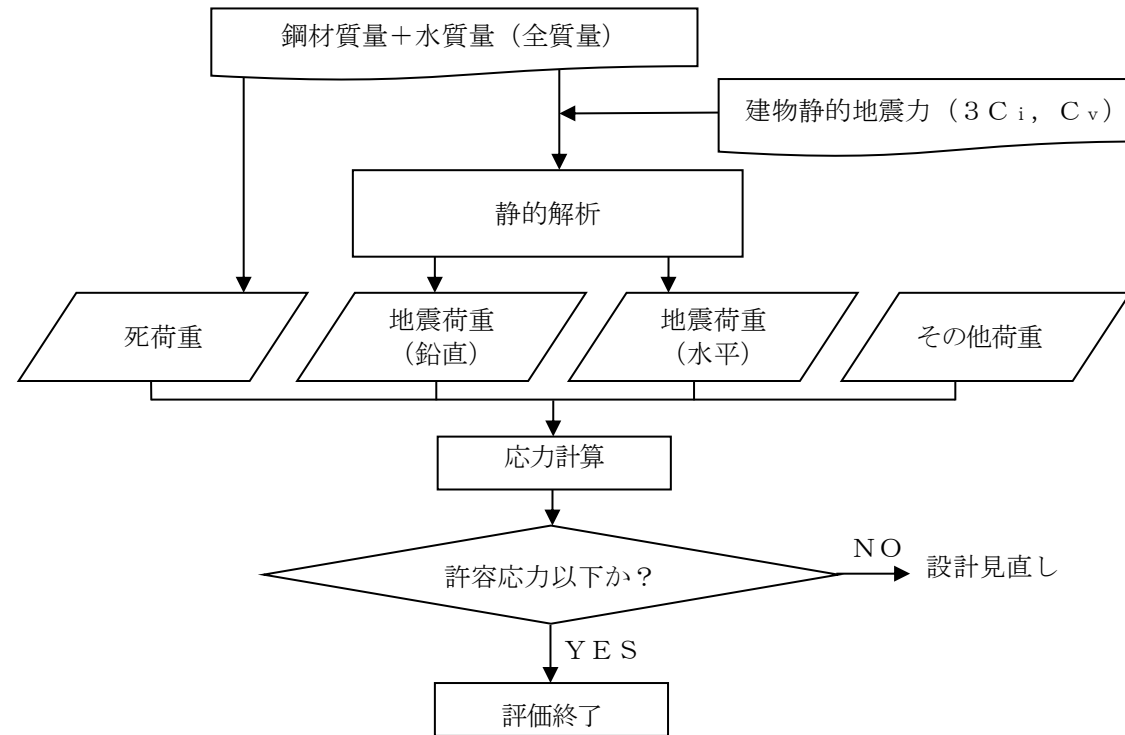 鋼材質量＋水質量（全質量）
建物静的地震力（３Ｃｉ，Ｃｖ）
静的解析
死荷重
地震荷重
（鉛直）
地震荷重
（水平）
その他荷重
応力計算
許容応力以下か？
ＮＯ
設計見直し
ＹＥＳ
評価終了